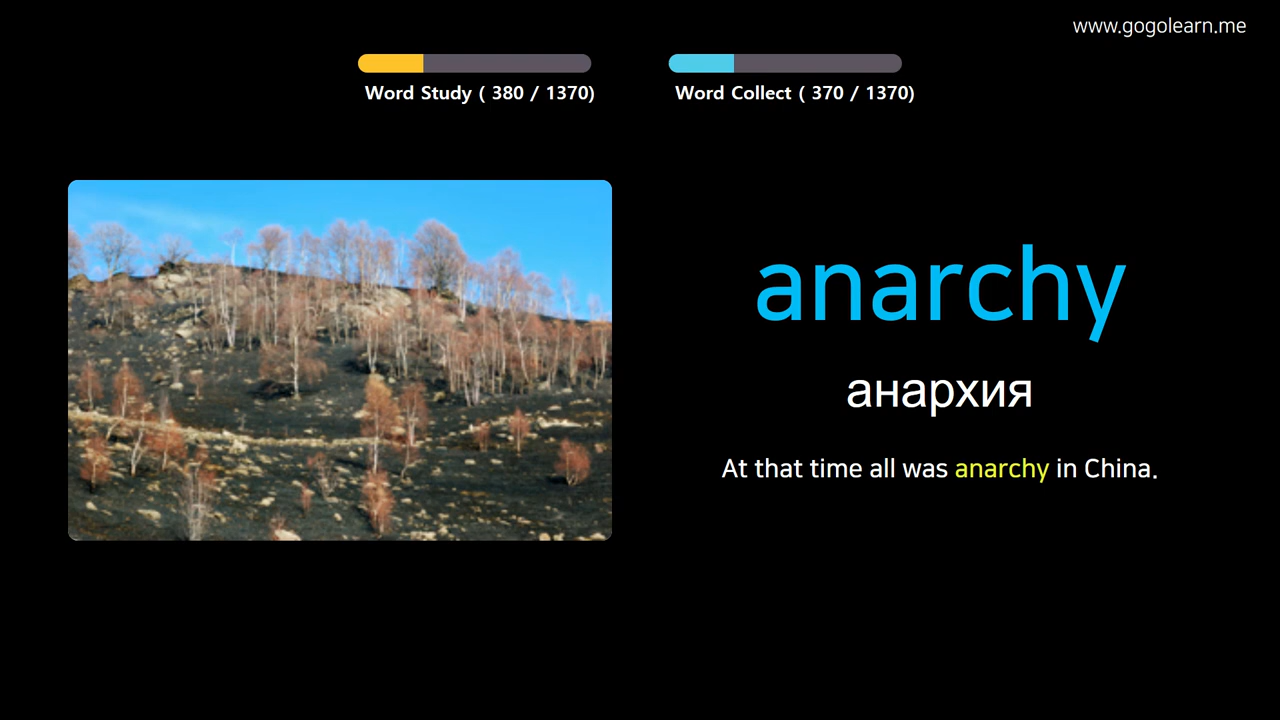 www.gogolearn.me
Word Study ( 380 / 1370)
Word Collect ( 370 / 1370)
anarchy
анархия
At that time all was anarchy in China.